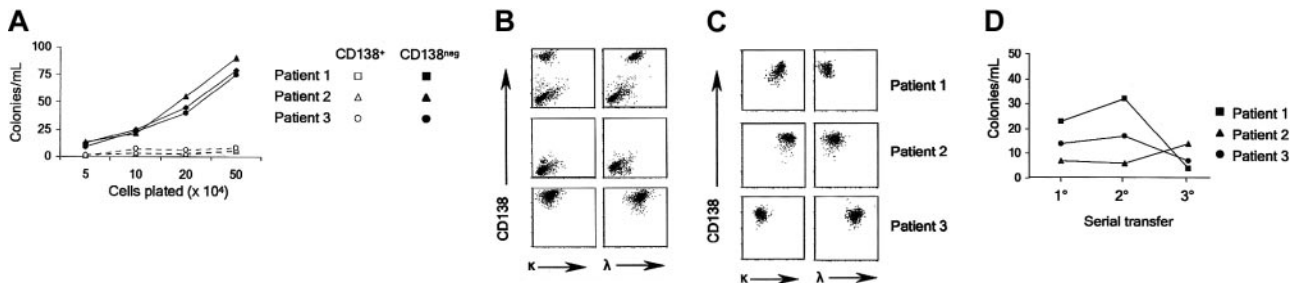 A
Colonies/mL
100
75
50
25
0
5 10 20 50
Cells plated (x 10⁴)
CD138⁺ CD138ⁿᵉᵍ
Patient 1
Patient 2
Patient 3
B
CD138
κ λ
C
CD138
κ λ
Patient 1
Patient 2
Patient 3
D
Colonies/mL
50
40
30
20
10
0
1° 2° 3°
Serial transfer
Patient 1
Patient 2
Patient 3